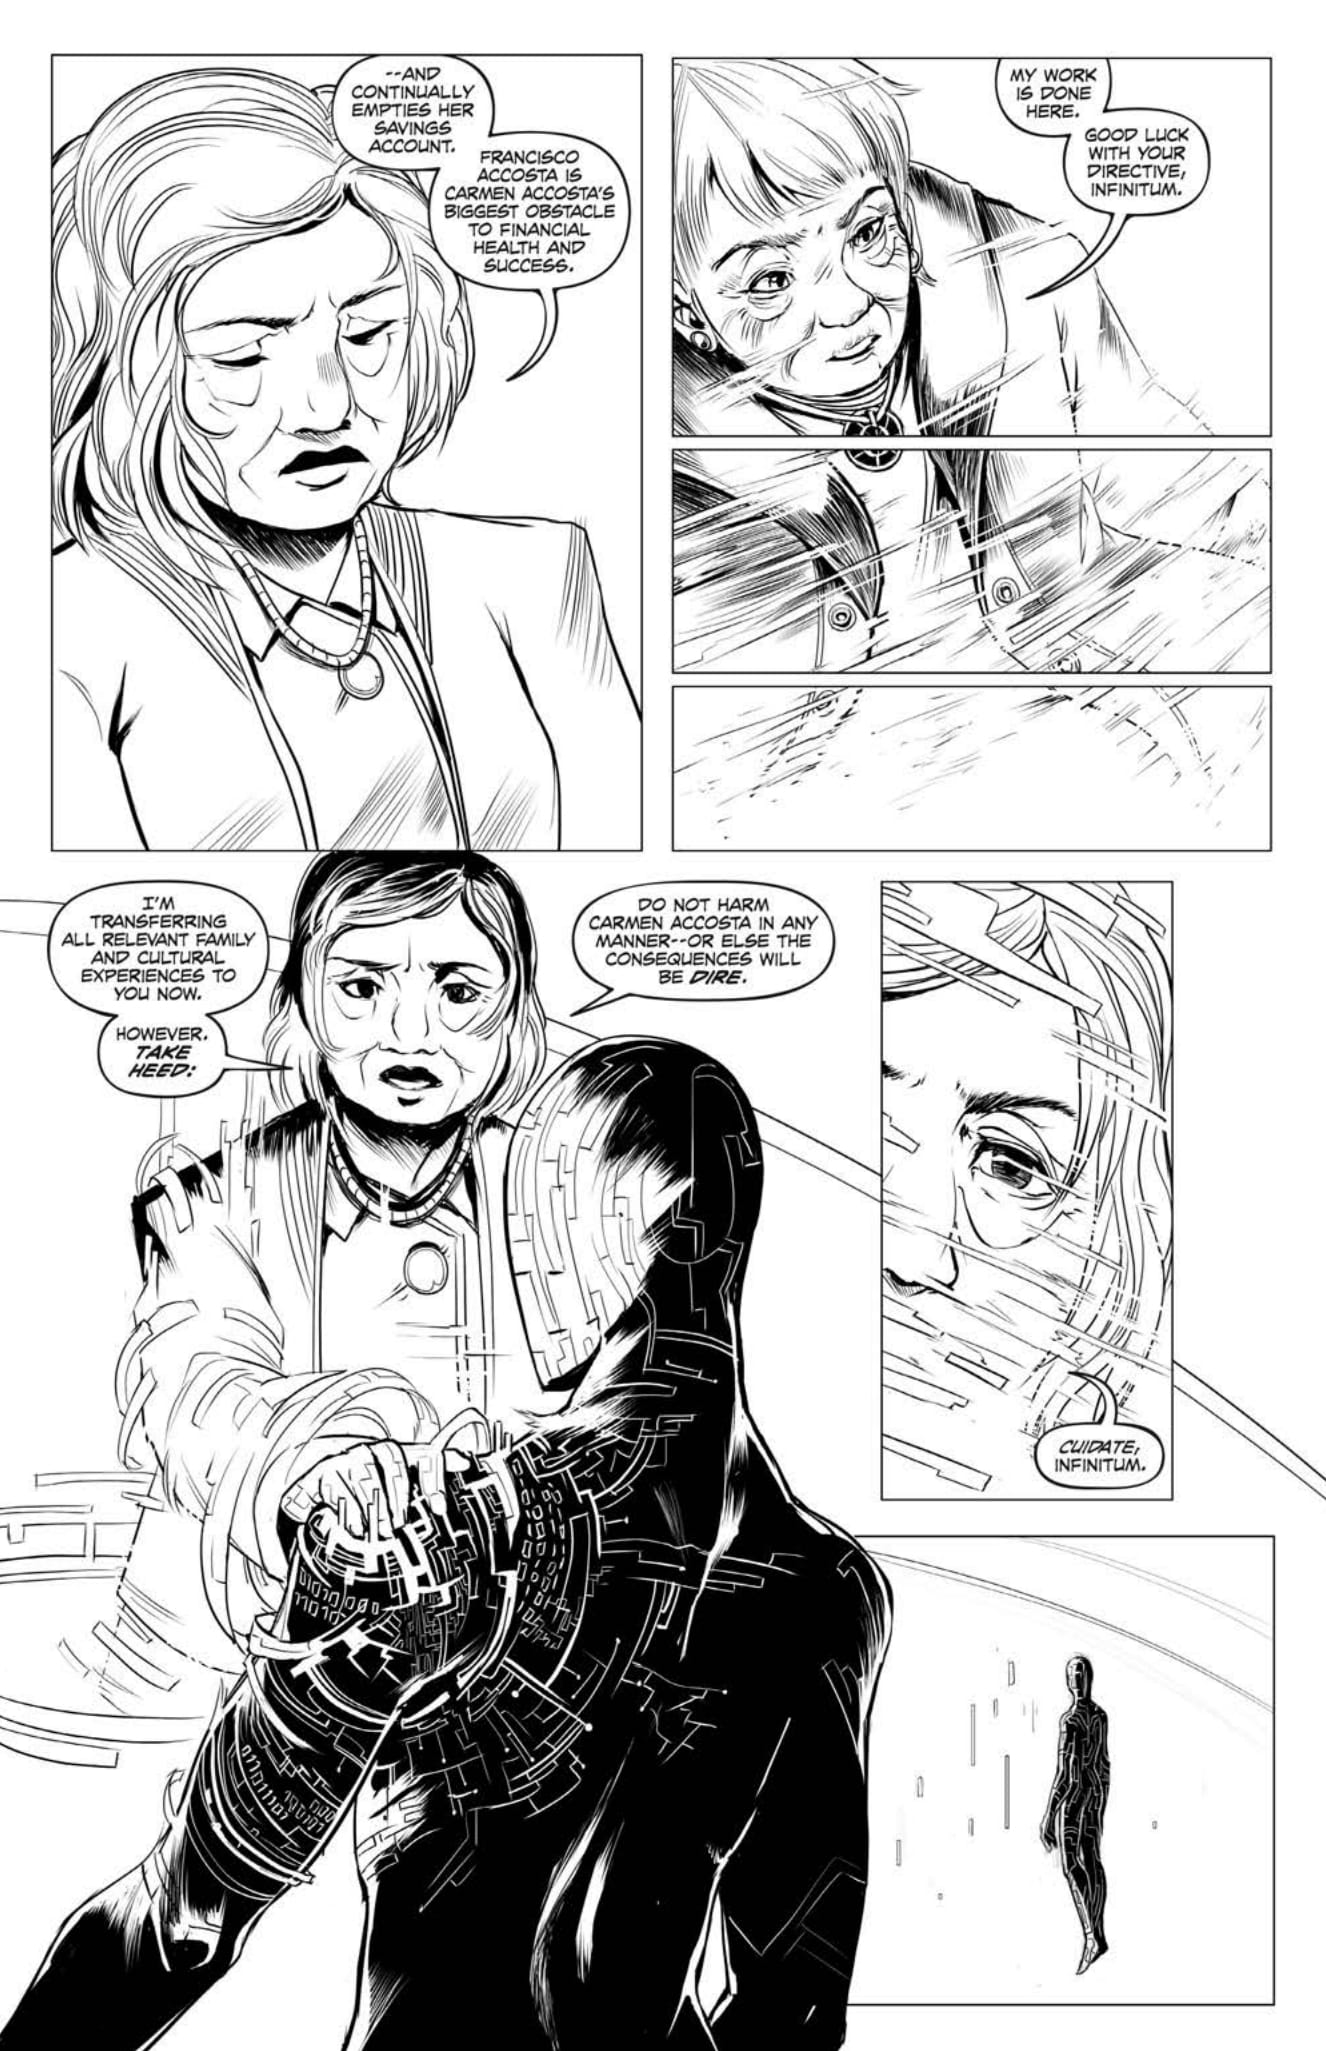 --AND
CONTINUALLY
EMPTIES HER
SAVINGS
ACCOUNT.
FRANCISCO
ACCOSTA IS
CARMEN ACCOSTA'S
BIGGEST OBSTACLE
TO FINANCIAL
HEALTH AND
SUCCESS.
MY WORK
IS DONE
HERE.
GOOD LUCK
WITH YOUR
DIRECTIVE,
INFINITUM.
I'M
TRANSFERRING
ALL RELEVANT FAMILY
AND CULTURAL
EXPERIENCES TO
YOU NOW.
HOWEVER.
TAKE
HEED:
DO NOT HARM
CARMEN ACCOSTA IN ANY
MANNER--OR ELSE THE
CONSEQUENCES WILL
BE DIRE.
CUIDATE,
INFINITUM.